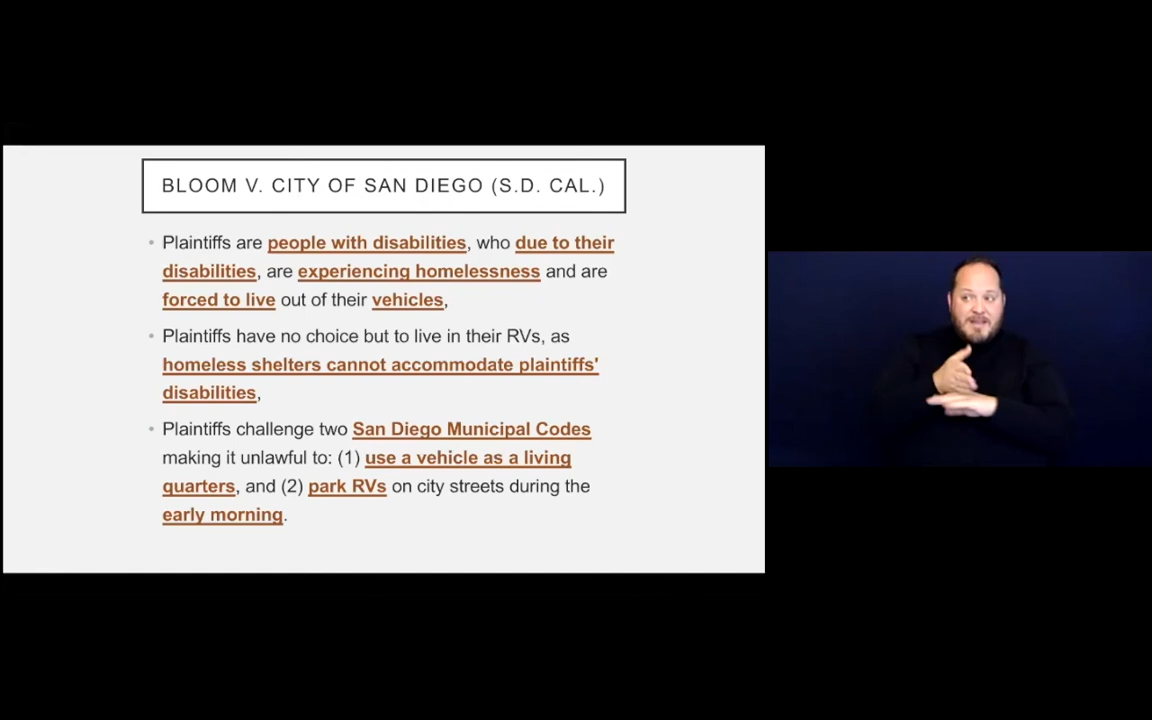 BLOOM V. CITY OF SAN DIEGO (S.D. CAL.)
• Plaintiffs are people with disabilities, who due to their
disabilities, are experiencing homelessness and are
forced to live out of their vehicles,
• Plaintiffs have no choice but to live in their RVs, as
homeless shelters cannot accommodate plaintiffs'
disabilities,
• Plaintiffs challenge two San Diego Municipal Codes
making it unlawful to: (1) use a vehicle as a living
quarters, and (2) park RVs on city streets during the
early morning.